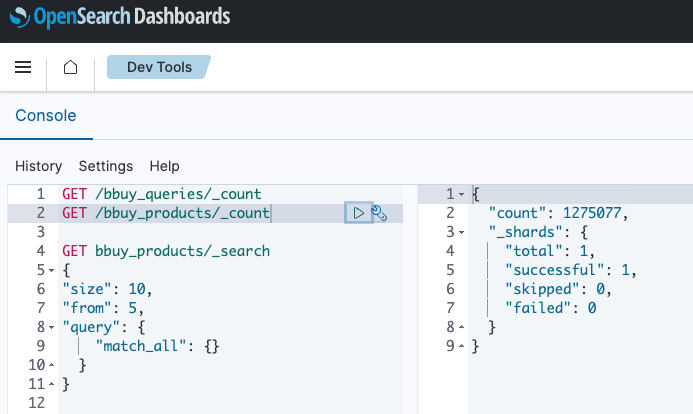 OpenSearch Dashboards
Dev Tools
Console
History Settings Help
1 GET /bbuy_queries/_count
2 GET /bbuy_products/_count
3
4 GET bbuy_products/_search
5 {
6 "size": 10,
7 "from": 5,
8 "query": {
9 "match_all": {}
10 }
11 }
12
1 {
2 "count": 1275077,
3 "_shards": {
4 "total": 1,
5 "successful": 1,
6 "skipped": 0,
7 "failed": 0
8 }
9 }